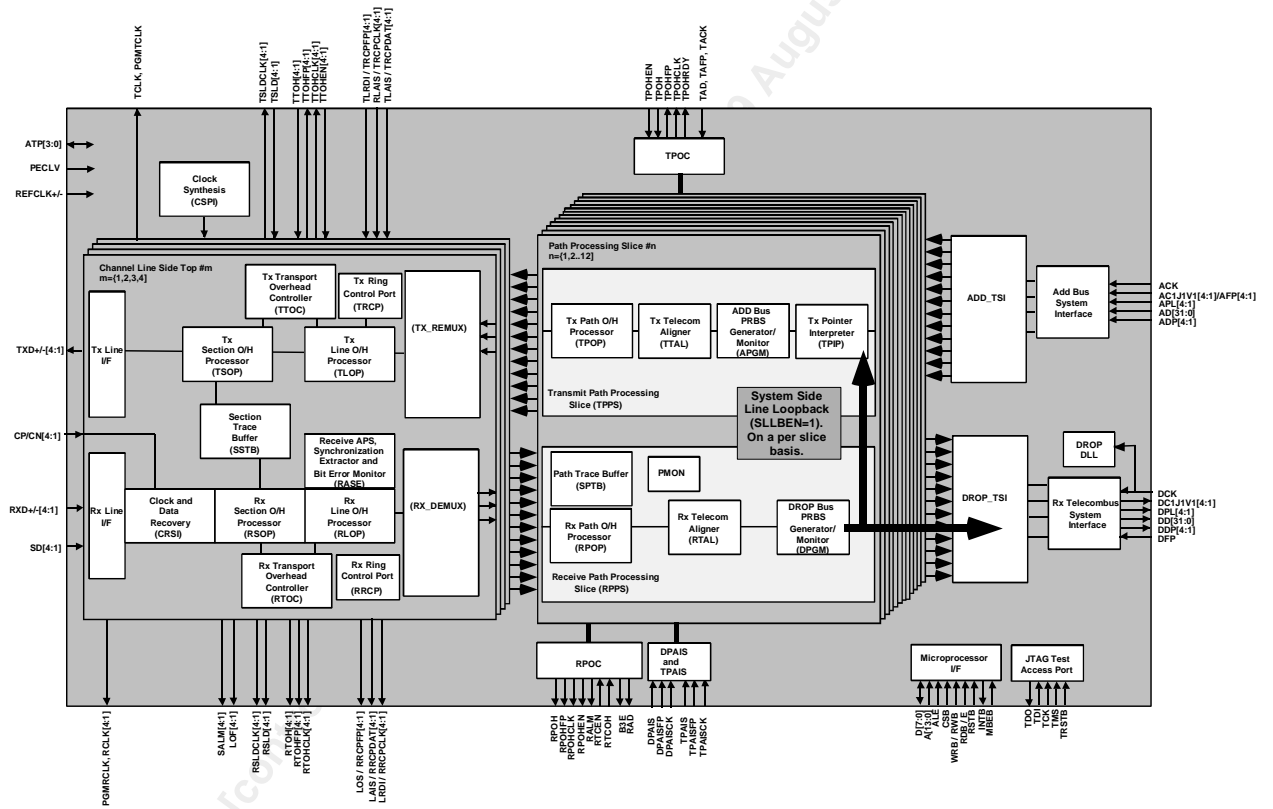 TCLK, PGMTCLK
TSLDCLK[4:1]
TSLD[4:1]
TTOH[4:1]
TTOHFP[4:1]
TTOHCLK[4:1]
TTOHEN[4:1]
TLRDI / TRCPFP[4:1]
RLAIS / TRCPCLK[4:1]
TLAIS / TRCPDAT[4:1]
TPOHEN
TPOH
TPOHFP
TPOHCLK
TPOHRDY
TAD, TAFP, TACK
ATP[3:0]
PECLV
REFCLK+/-
Clock
Synthesis
(CSPI)
TPOC
Channel Line Side Top #m
m={1,2,3,4]
Tx Line
I/F
Tx Transport
Overhead
Controller
(TTOC)
Tx Ring
Control Port
(TRCP)
Tx
Section O/H
Processor
(TSOP)
Tx
Line O/H
Processor
(TLOP)
(TX_REMUX)
Section
Trace
Buffer
(SSTB)
Receive APS,
Synchronization
Extractor and
Bit Error Monitor
(RASE)
Rx Line
I/F
Clock and
Data
Recovery
(CRSI)
Rx
Section O/H
Processor
(RSOP)
Rx
Line O/H
Processor
(RLOP)
(RX_DEMUX)
Rx Transport
Overhead
Controller
(RTOC)
Rx Ring
Control Port
(RRCP)
TXD+/-[4:1]
CP/CN[4:1]
RXD+/-[4:1]
SD[4:1]
Path Processing Slice #n
n={1,2..12]
Tx Path O/H
Processor
(TPOP)
Tx Telecom
Aligner
(TTAL)
ADD Bus
PRBS
Generator/
Monitor
(APGM)
Tx Pointer
Interpreter
(TPIP)
Transmit Path Processing
Slice (TPPS)
System Side
Line Loopback
(SLLBEN=1).
On a per slice
basis.
Path Trace Buffer
(SPTB)
PMON
Rx Path O/H
Processor
(RPOP)
Rx Telecom
Aligner
(RTAL)
DROP Bus
PRBS
Generator/
Monitor
(DPGM)
Receive Path Processing
Slice (RPPS)
ADD_TSI
Add Bus
System
Interface
ACK
AC1J1V1[4:1]/AFP[4:1]
APL[4:1]
AD[31:0]
ADP[4:1]
DROP_TSI
DROP
DLL
Rx Telecombus
System
Interface
DCK
DC1J1V1[4:1]
DPL[4:1]
DD[31:0]
DDP[4:1]
DFP
RPOC
DPAIS
and
TPAIS
Microprocessor
I/F
JTAG Test
Access Port
PGMRCLK, RCLK[4:1]
SALM[4:1]
LOF[4:1]
RSLDCLK[4:1]
RSLD[4:1]
RTOH[4:1]
RTOHFP[4:1]
RTOHCLK[4:1]
LOS / RRCPFP[4:1]
LAIS / RRCPDAT[4:1]
LRDI / RRCPCLK[4:1]
RPOH
RPOHFP
RPOHCLK
RPOHEN
RALM
RTCEN
RTCOH
B3E
RAD
DPAIS
DPAISFP
DPAISCK
TPAIS
TPAISFP
TPAISCK
D[7:0]
A[13:0]
ALE
CSB
WRB / RWB
RDB / E
RSTB
INTB
MBEB
TDO
TDI
TCK
TMS
TRSTB